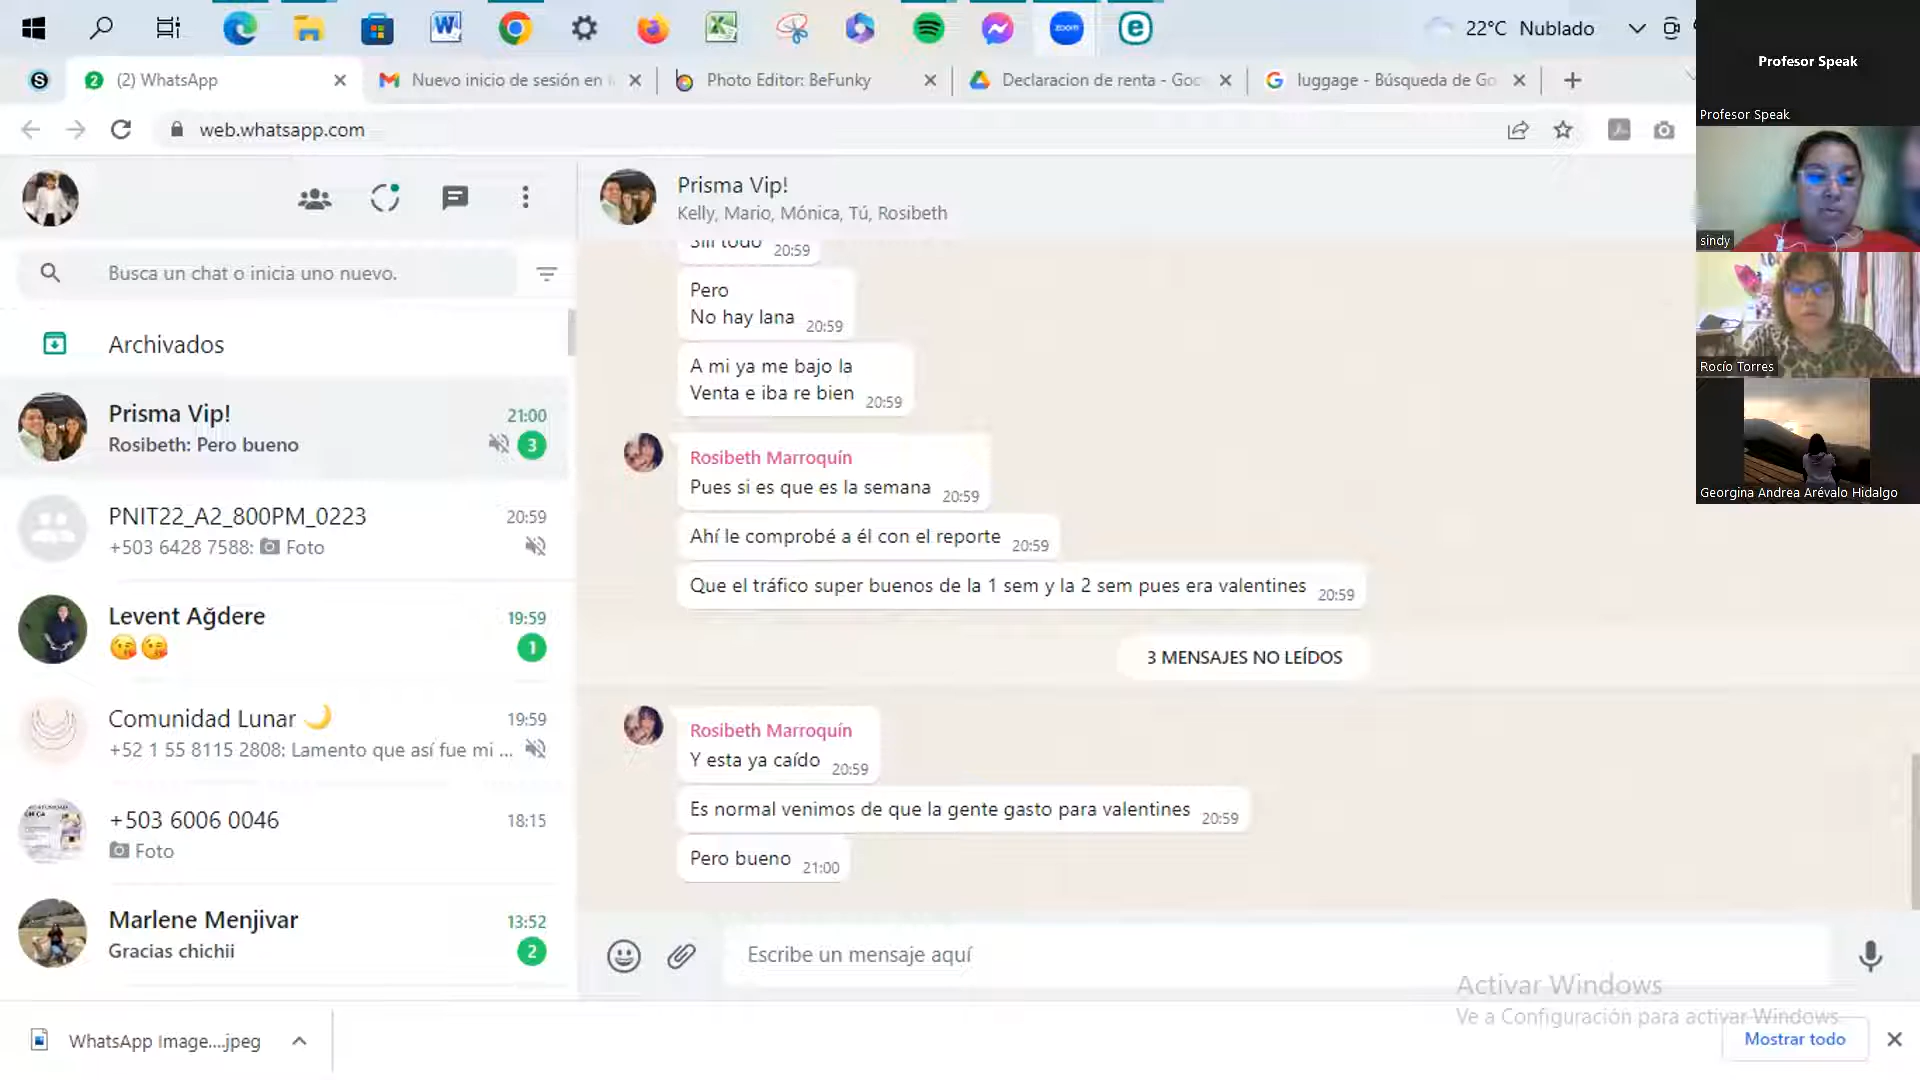 22°C Nublado
Profesor Speak
Profesor Speak
(2) WhatsApp
Nuevo inicio de sesión en
Photo Editor: BeFunky
Declaracion de renta - Goo
luggage - Búsqueda de Go
web.whatsapp.com
sindy
Rocío Torres
Georgina Andrea Arévalo Hidalgo
Busca un chat o inicia uno nuevo.
Archivados
Prisma Vip! 21:00
Rosibeth: Pero bueno 3
PNIT22_A2_800PM_0223 20:59
+503 6428 7588: Foto
Levent Ağdere 19:59
😘😘 1
Comunidad Lunar 🌙 19:59
+52 1 55 8115 2808: Lamento que así fue mi ...
+503 6006 0046 18:15
Foto
Marlene Menjivar 13:52
Gracias chichii 2
Prisma Vip!
Kelly, Mario, Mónica, Tú, Rosibeth
todo 20:59
Pero
No hay lana 20:59
A mi ya me bajo la
Venta e iba re bien 20:59
Rosibeth Marroquín
Pues si es que es la semana 20:59
Ahí le comprobé a él con el reporte 20:59
Que el tráfico super buenos de la 1 sem y la 2 sem pues era valentines 20:59
3 MENSAJES NO LEÍDOS
Rosibeth Marroquín
Y esta ya caído 20:59
Es normal venimos de que la gente gasto para valentines 20:59
Pero bueno 21:00
Escribe un mensaje aquí
Activar Windows
Ve a Configuración para activar Windows.
WhatsApp Image....jpeg
Mostrar todo
zoom